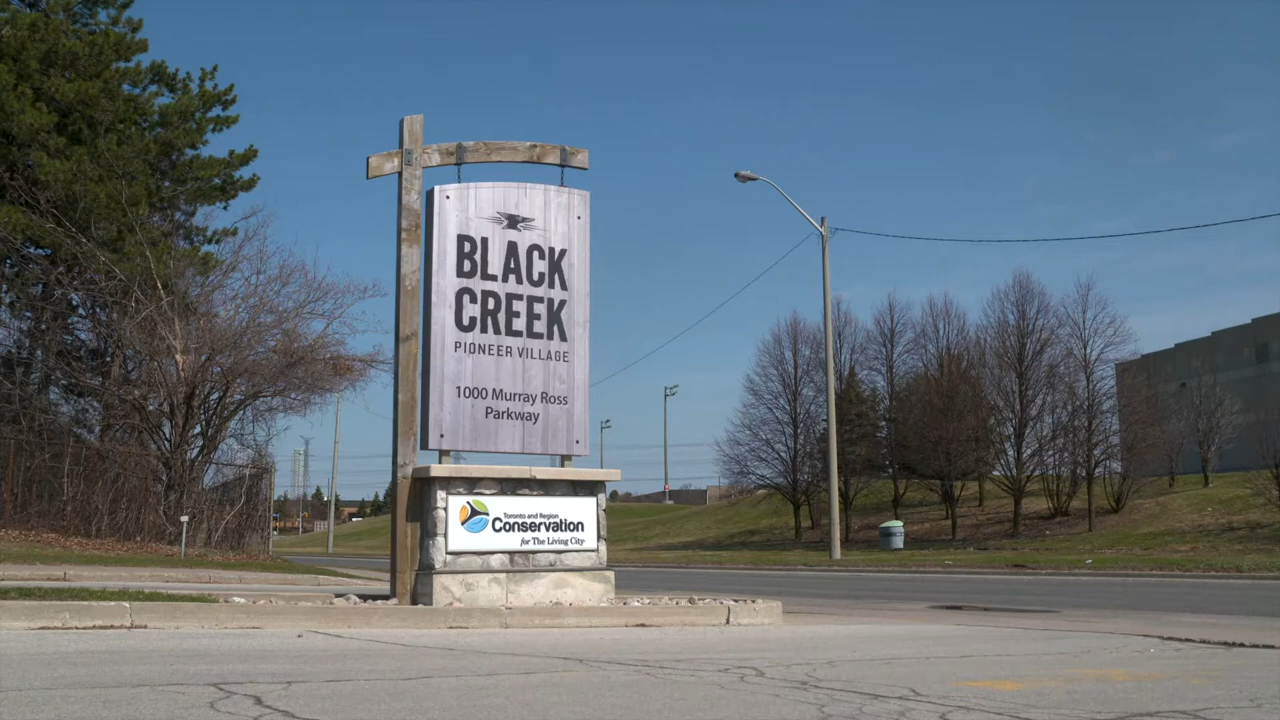 BLACK
CREEK
PIONEER VILLAGE
1000 Murray Ross
Parkway
Toronto and Region
Conservation
for The Living City